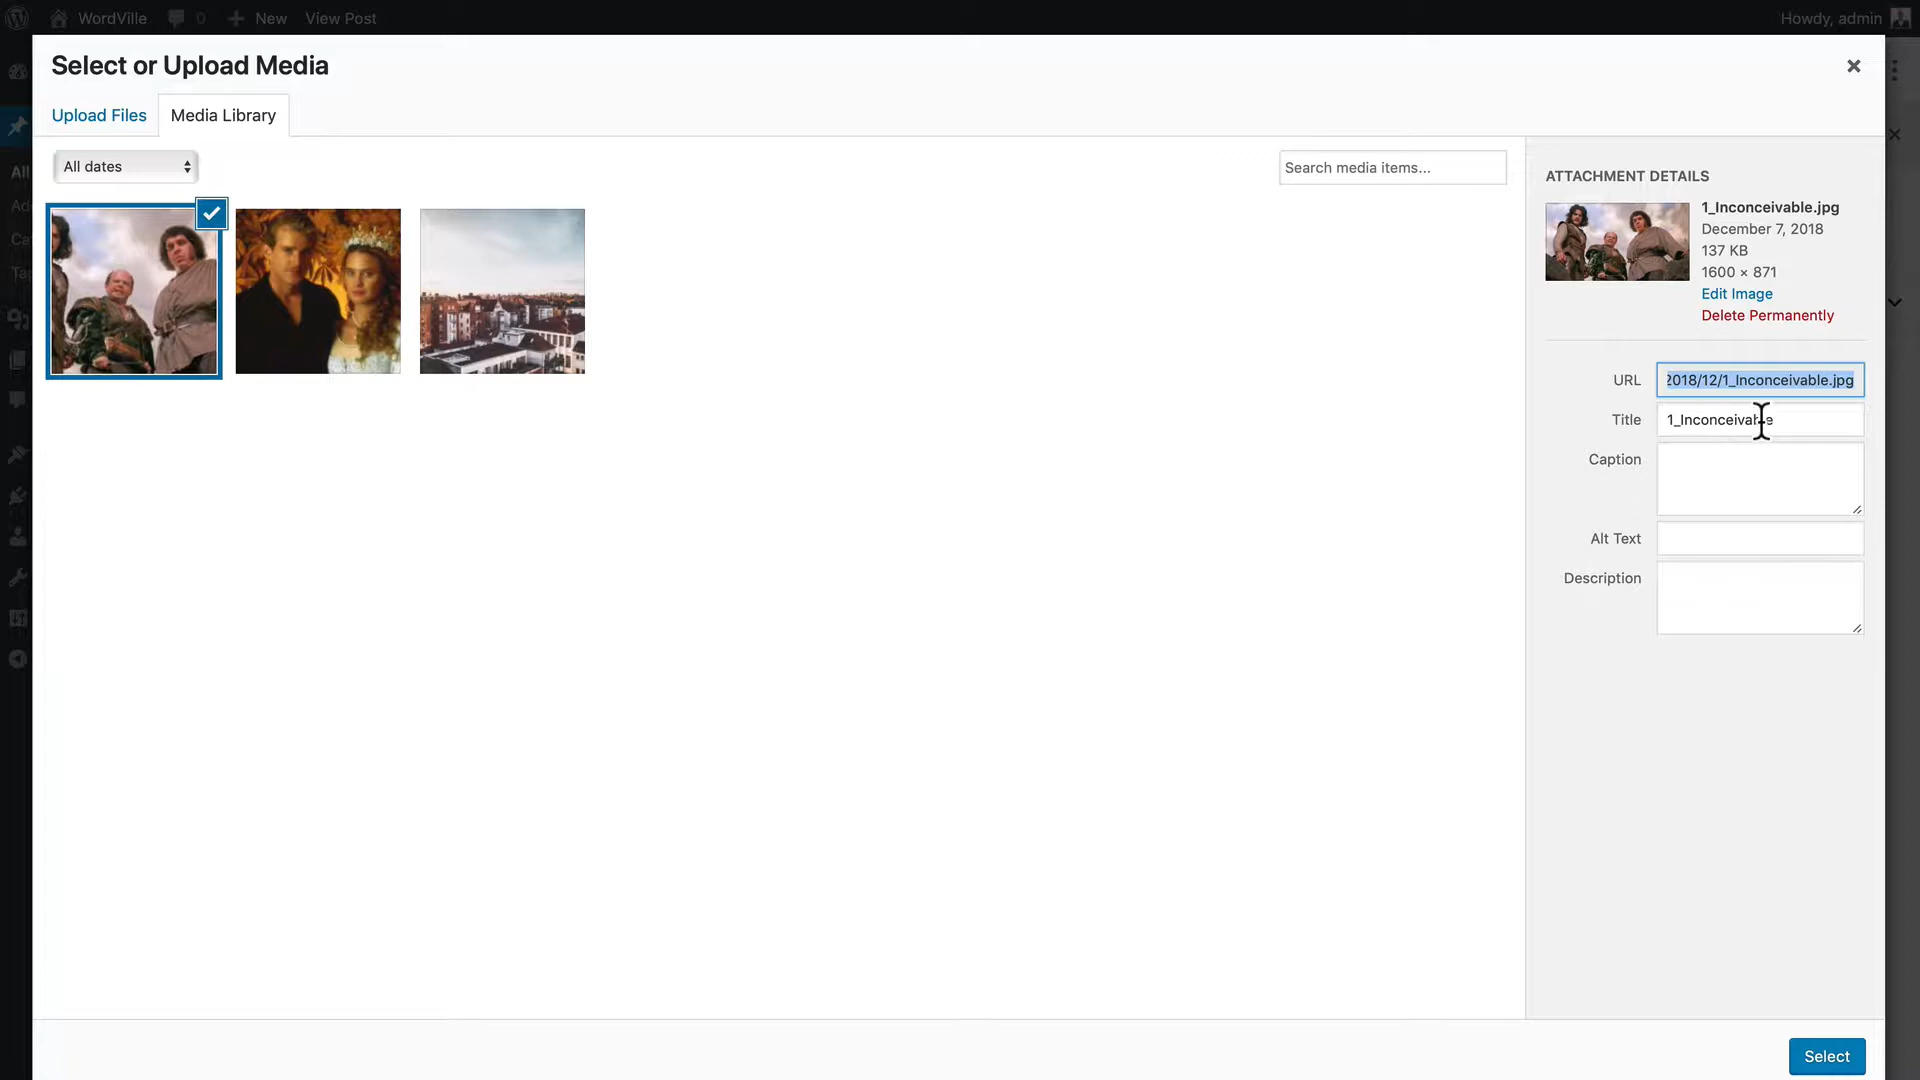 WordVille 0 New View Post Howdy, admin
Select or Upload Media
Upload Files Media Library
All dates
Search media items...
All
ATTACHMENT DETAILS
1_Inconceivable.jpg
December 7, 2018
137 KB
1600 × 871
Edit Image
Delete Permanently
URL 2018/12/1_Inconceivable.jpg
Title 1_Inconceivable
Caption
Alt Text
Description
Select